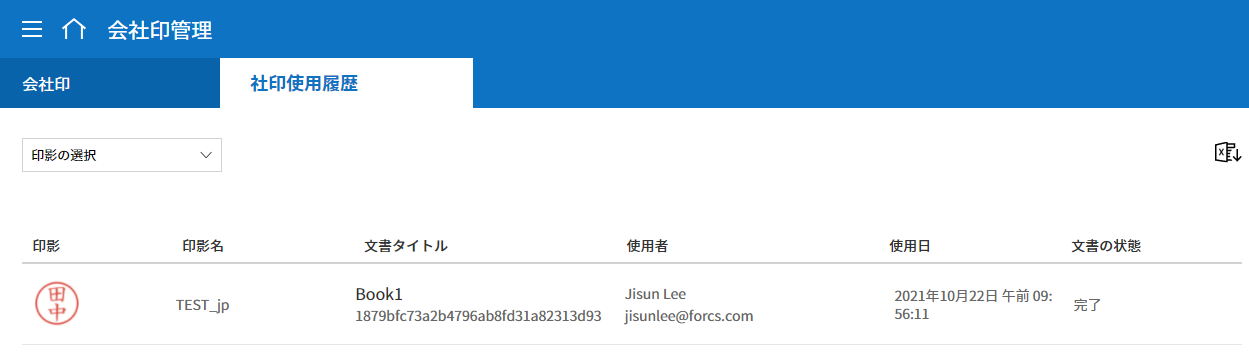 会社印管理
会社印
社印使用履歴
印影の選択
印影 印影名 文書タイトル 使用者 使用日 文書の状態
田中
TEST_jp
Book1
1879bfc73a2b4796ab8fd31a82313d93
Jisun Lee
jisunlee@forcs.com
2021年10月22日 午前 09:
56:11
完了